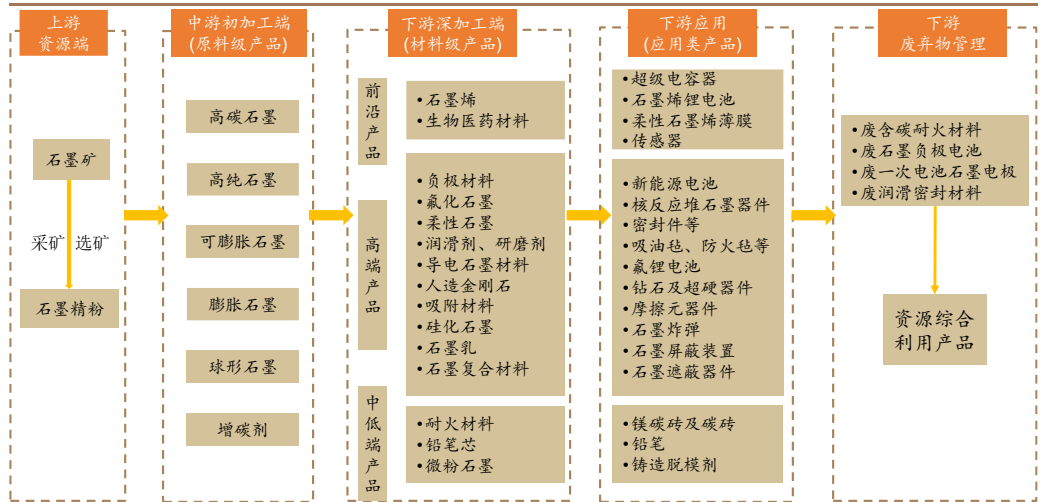 上游
资源端
石墨矿
采矿 选矿
石墨精粉
中游初加工端
(原料级产品)
高碳石墨
高纯石墨
可膨胀石墨
膨胀石墨
球形石墨
增碳剂
下游深加工端
(材料级产品)
前沿产品
•石墨烯
•生物医药材料
高端产品
•负极材料
•氟化石墨
•柔性石墨
•润滑剂、研磨剂
•导电石墨材料
•人造金刚石
•吸附材料
•硅化石墨
•石墨乳
•石墨复合材料
中低端产品
•耐火材料
•铅笔芯
•微粉石墨
下游应用
(应用类产品)
•超级电容器
•石墨烯锂电池
•柔性石墨烯薄膜
•传感器
•新能源电池
•核反应堆石墨器件
•密封件等
•吸油毡、防火毡等
•氟锂电池
•钻石及超硬器件
•摩擦元器件
•石墨炸弹
•石墨屏蔽装置
•石墨遮蔽器件
•镁碳砖及碳砖
•铅笔
•铸造脱模剂
下游
废弃物管理
•废含碳耐火材料
•废石墨负极电池
•废一次电池石墨电极
•废润滑密封材料
资源综合
利用产品